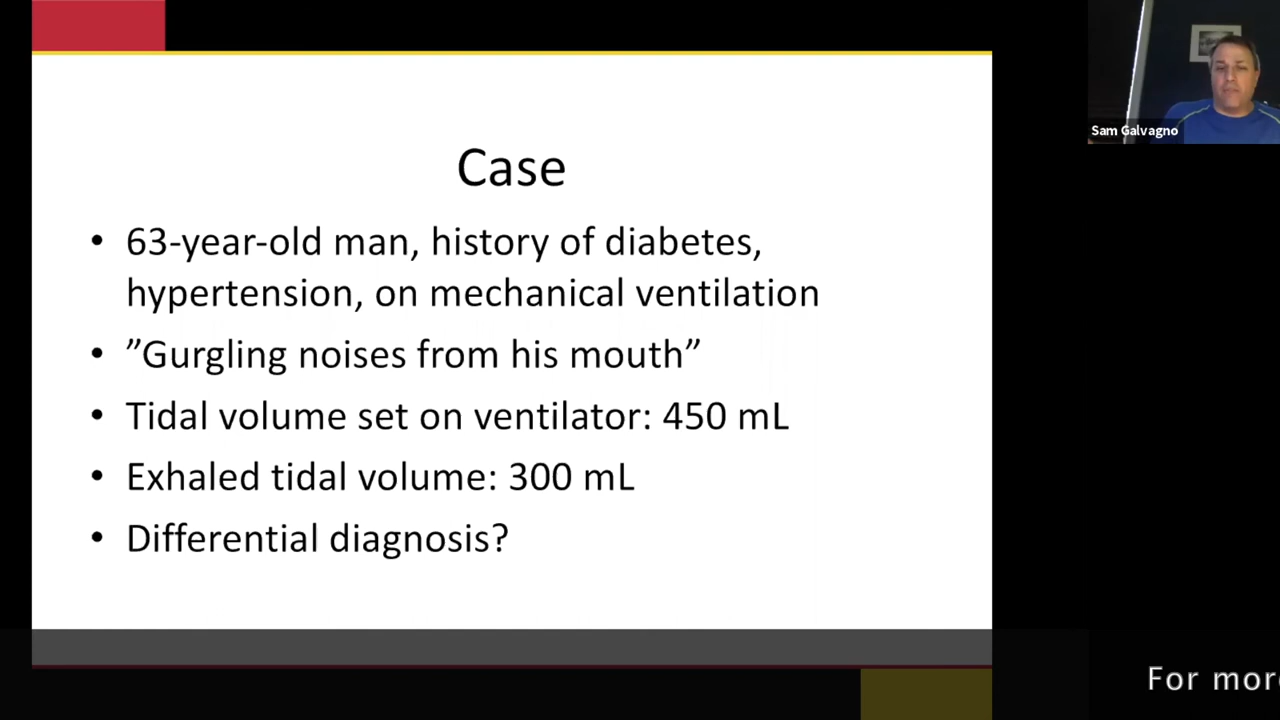 Sam Galvagno
Case
• 63-year-old man, history of diabetes,
hypertension, on mechanical ventilation
• ”Gurgling noises from his mouth”
• Tidal volume set on ventilator: 450 mL
• Exhaled tidal volume: 300 mL
• Differential diagnosis?
For more